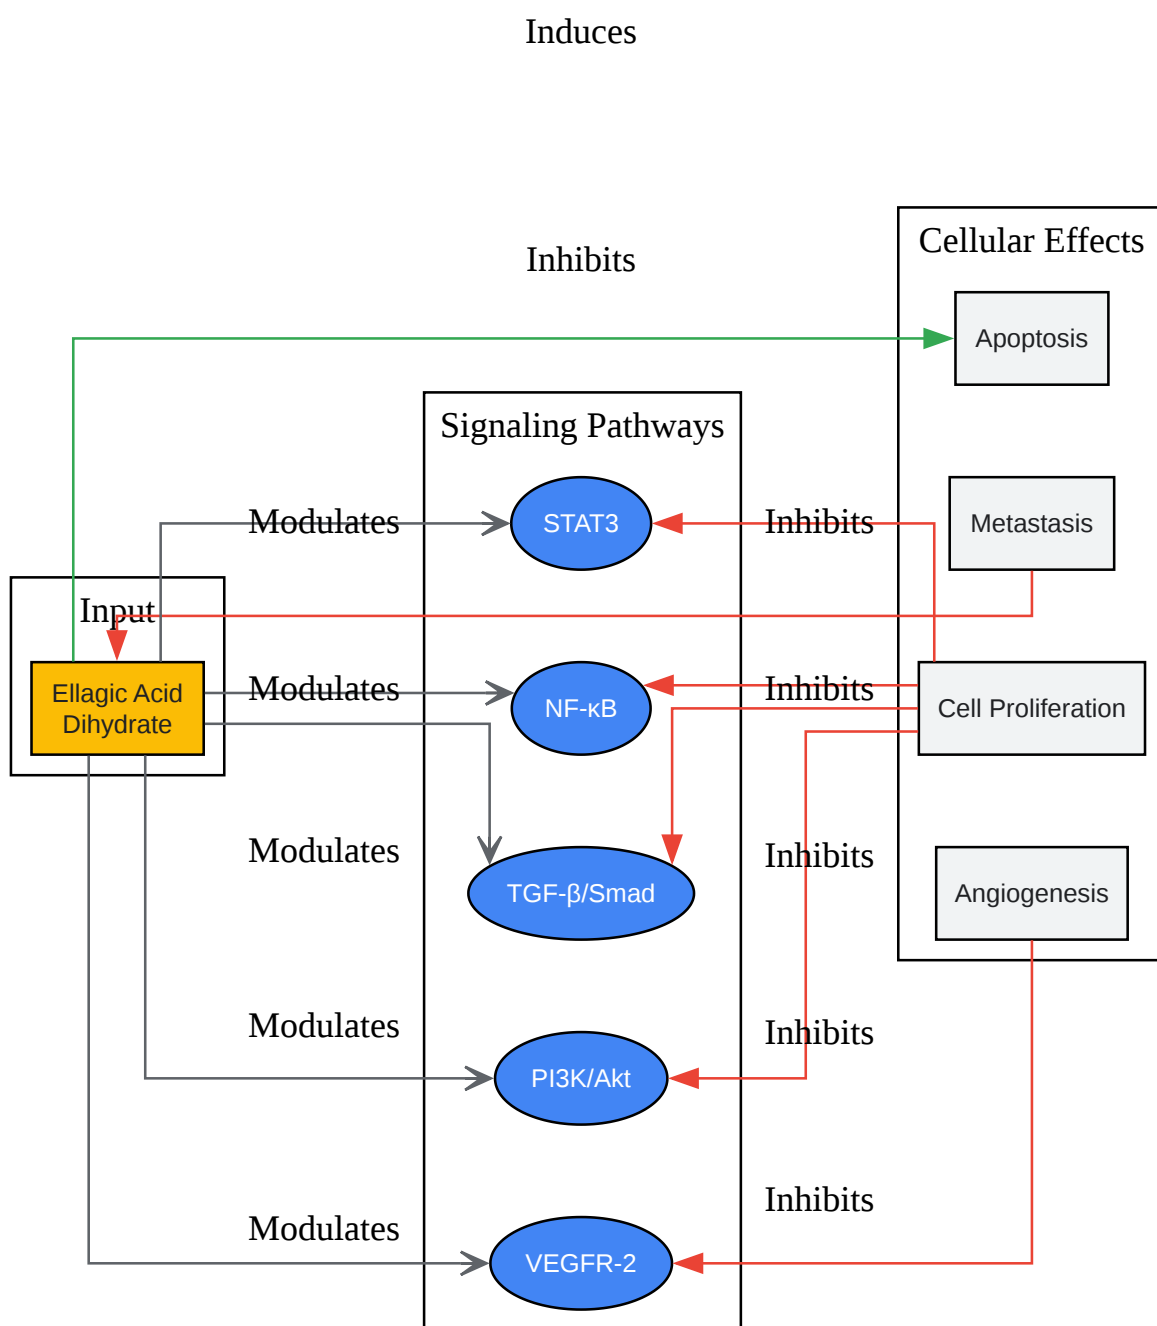 Induces
Cellular Effects
Inhibits
Apoptosis
Signaling Pathways
Metastasis
Modulates
STAT3
Inhibits
Input
Ellagic Acid
Dihydrate
Modulates
NF-κB
Inhibits
Cell Proliferation
Modulates
TGF-β/Smad
Inhibits
Angiogenesis
Modulates
PI3K/Akt
Inhibits
Modulates
VEGFR-2
Inhibits